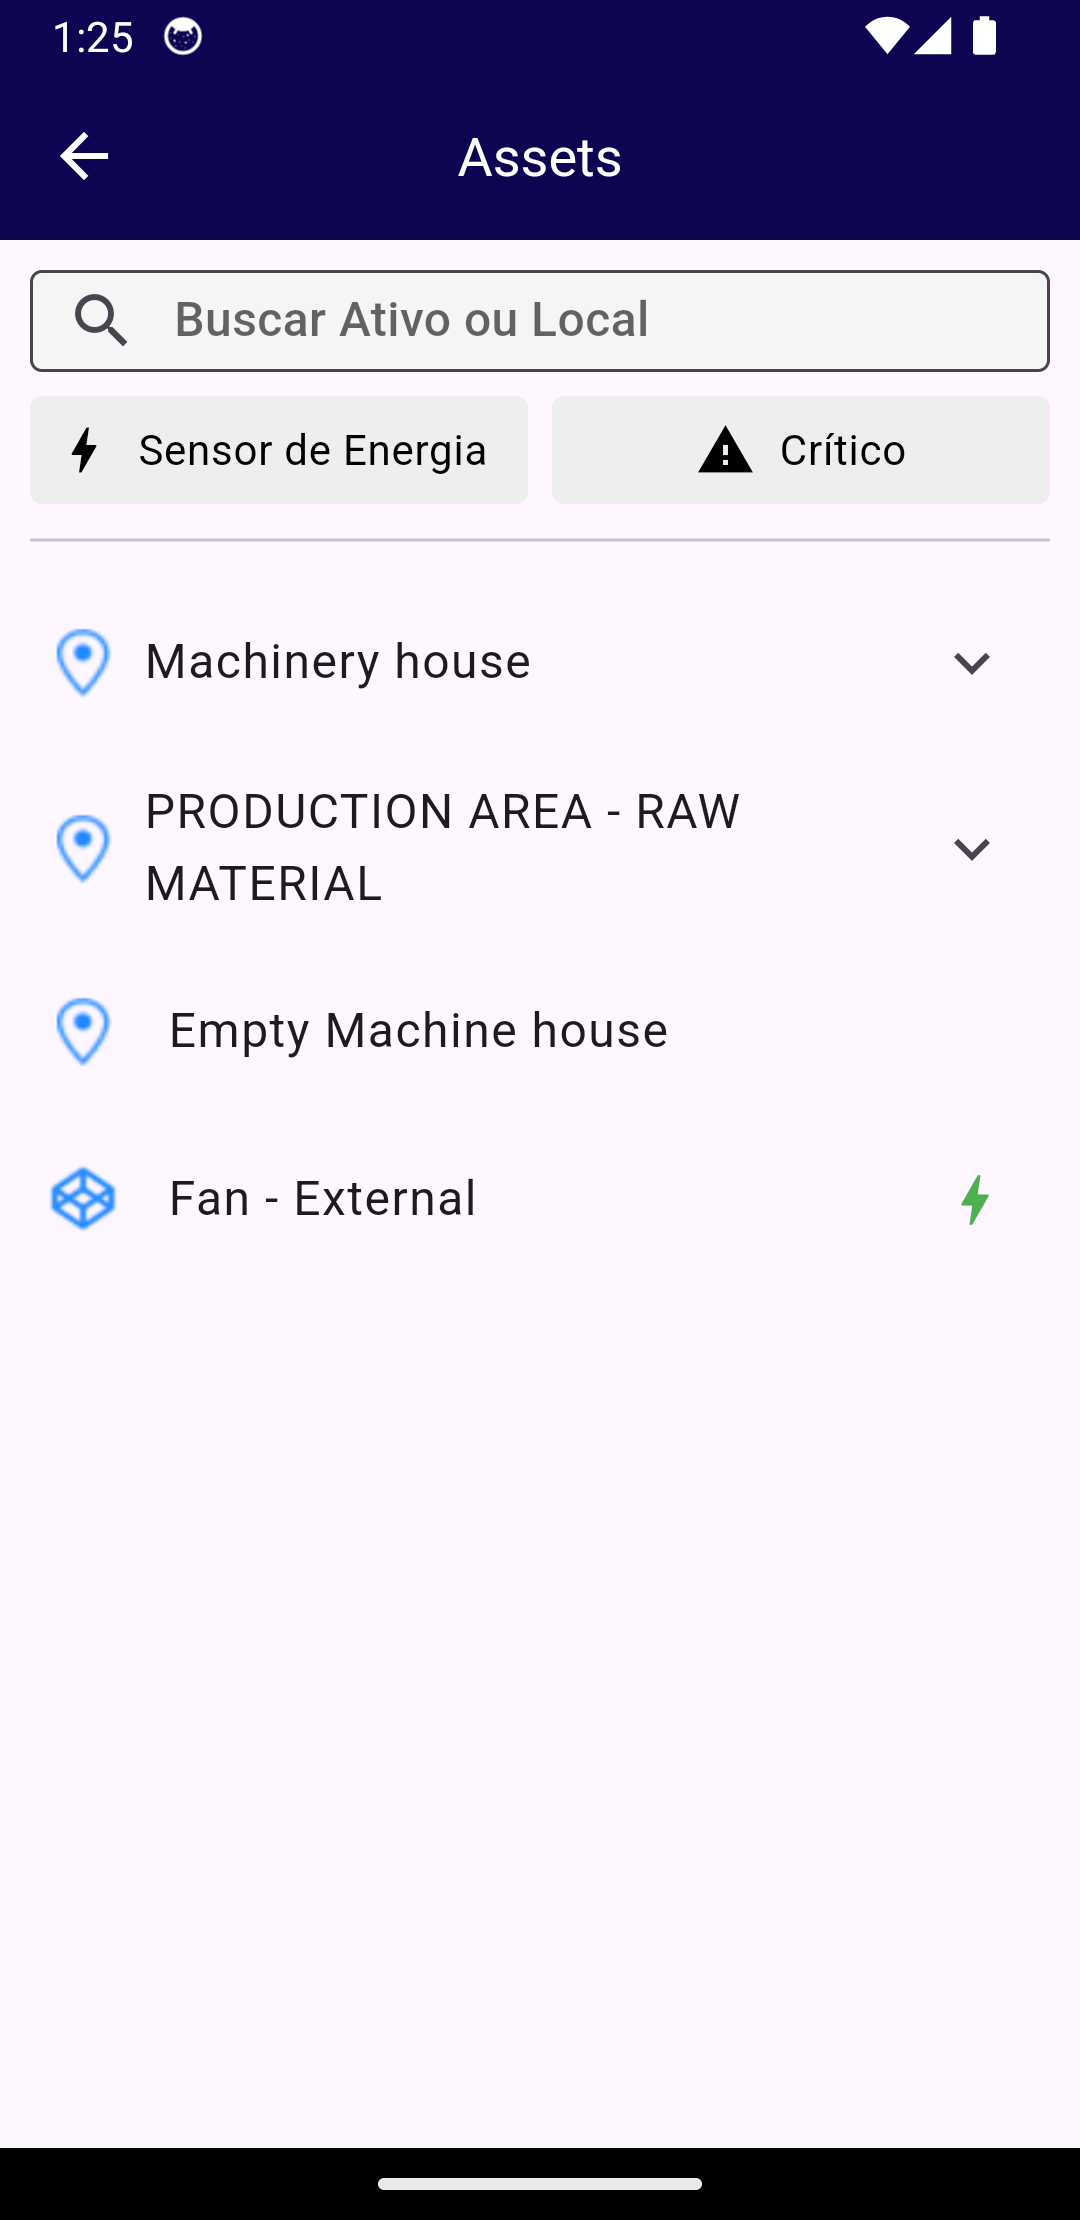 1:25
Assets
Buscar Ativo ou Local
Sensor de Energia
Crítico
Machinery house
PRODUCTION AREA - RAW
MATERIAL
Empty Machine house
Fan - External